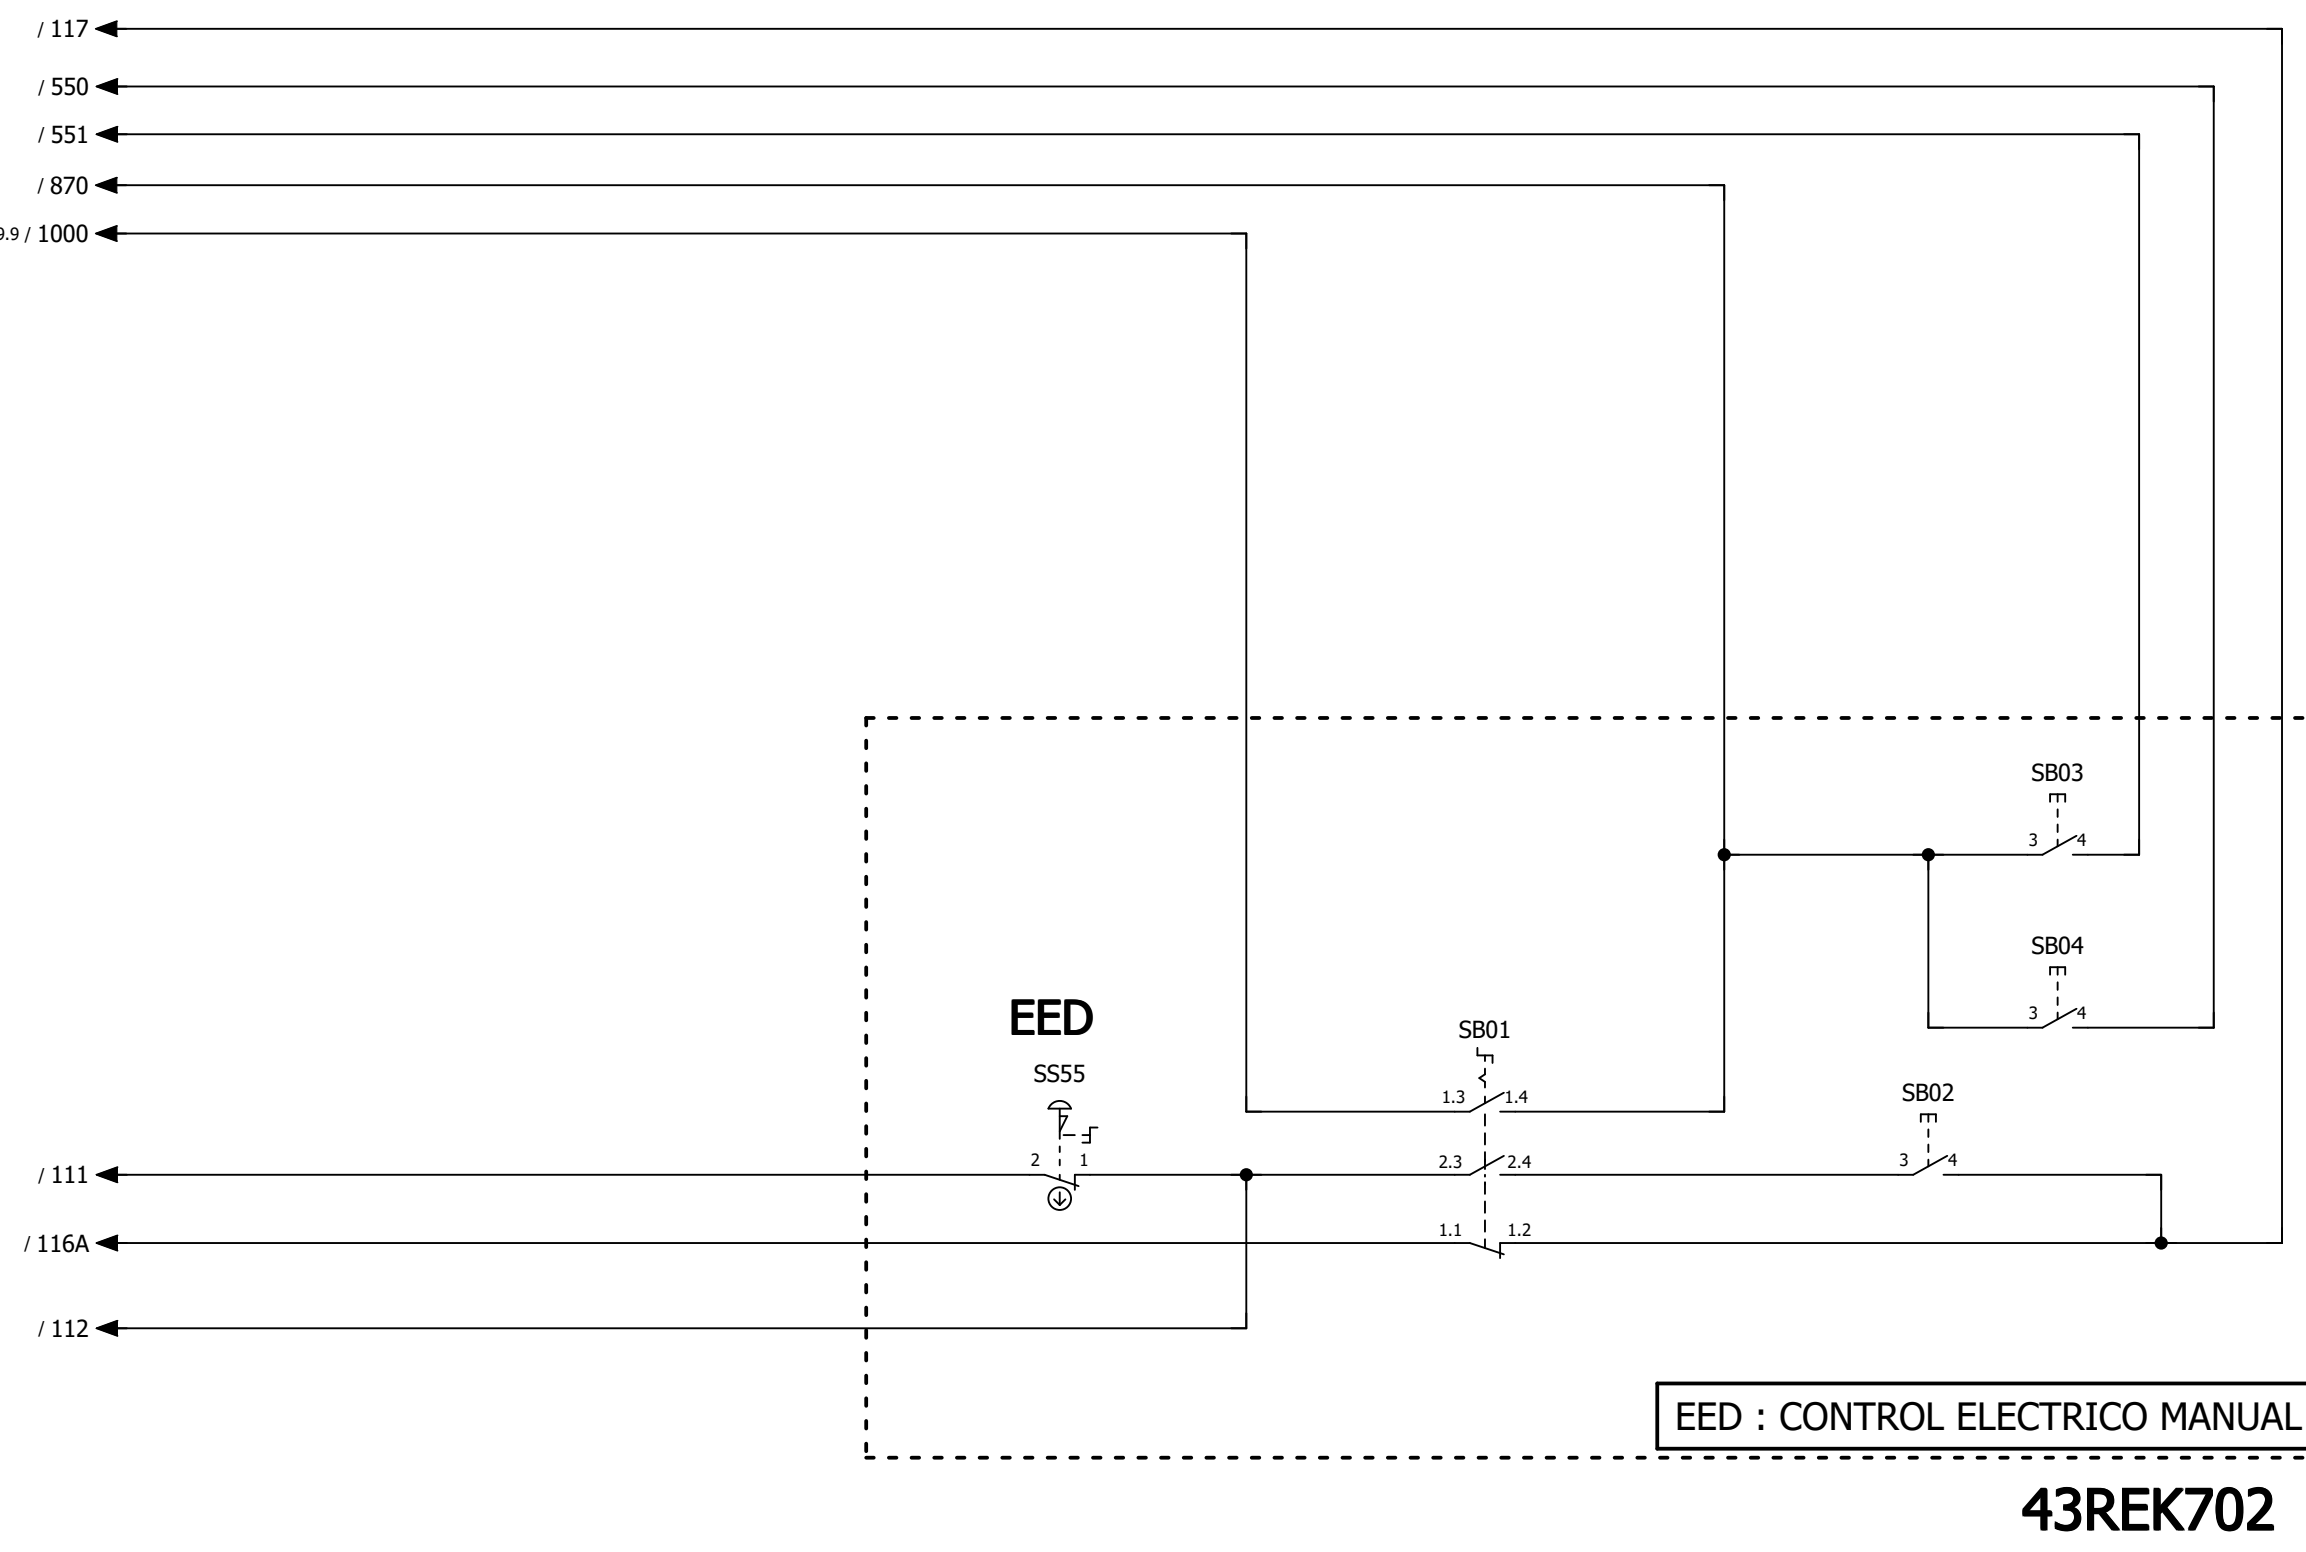 / 117
/ 550
/ 551
/ 870
9.9 / 1000
SB03
3 4
SB04
3 4
EED
SS55
2 1
SB01
1.3 1.4
2.3 2.4
1.1 1.2
SB02
3 4
/ 111
/ 116A
/ 112
EED : CONTROL ELECTRICO MANUAL
43REK702